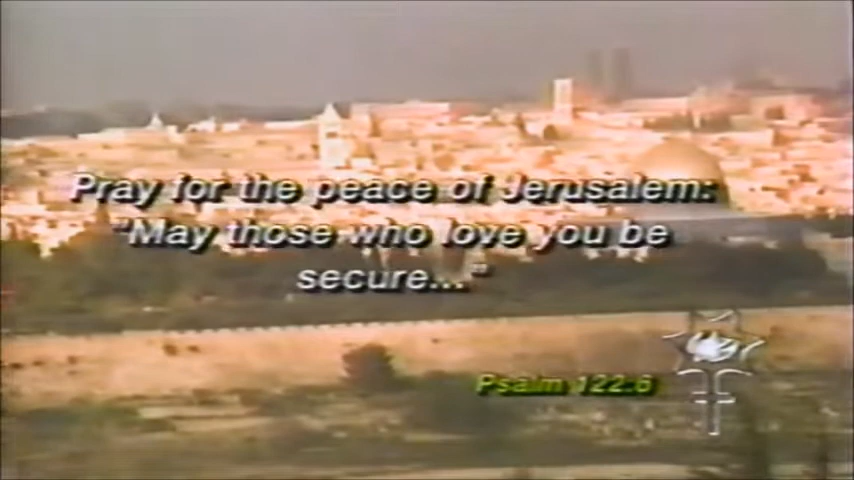 Pray for the peace of Jerusalem:
"May those who love you be
secure..."
Psalm 122:6